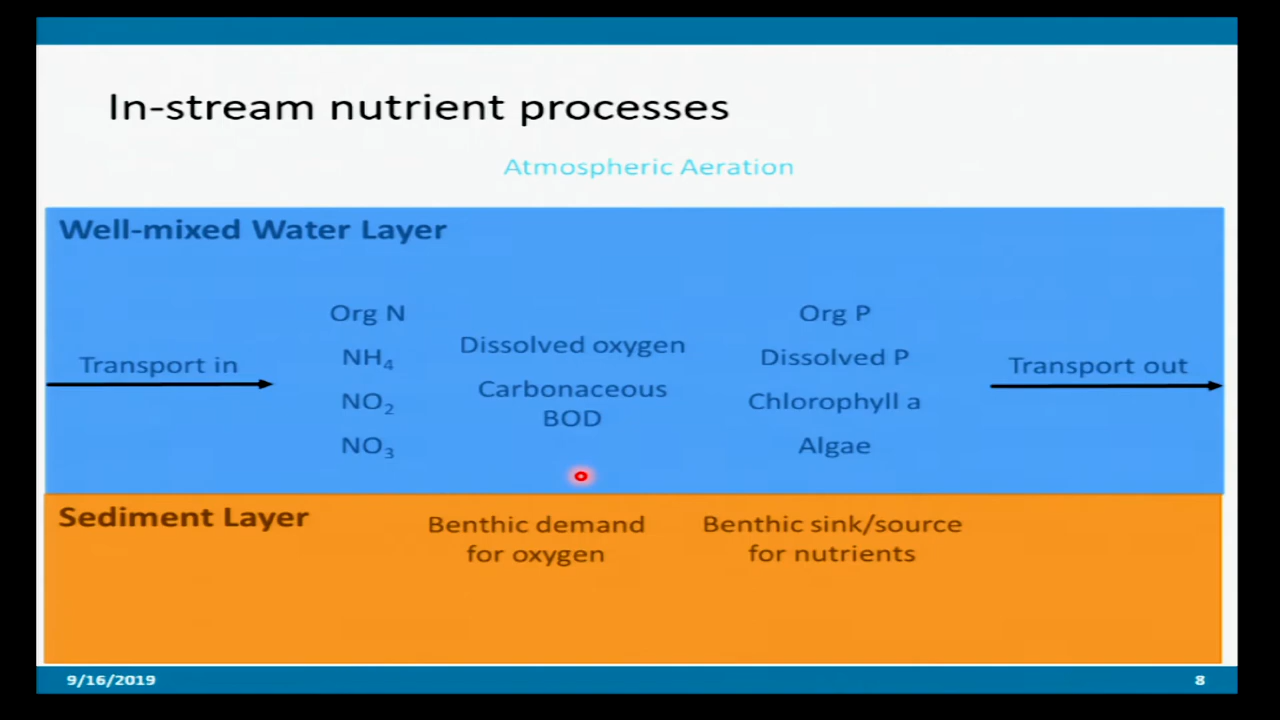 In-stream nutrient processes
Atmospheric Aeration
Well-mixed Water Layer
Transport in
Org N
NH₄
NO₂
NO₃
Dissolved oxygen
Carbonaceous
BOD
Org P
Dissolved P
Chlorophyll a
Algae
Transport out
Sediment Layer
Benthic demand
for oxygen
Benthic sink/source
for nutrients
9/16/2019
8